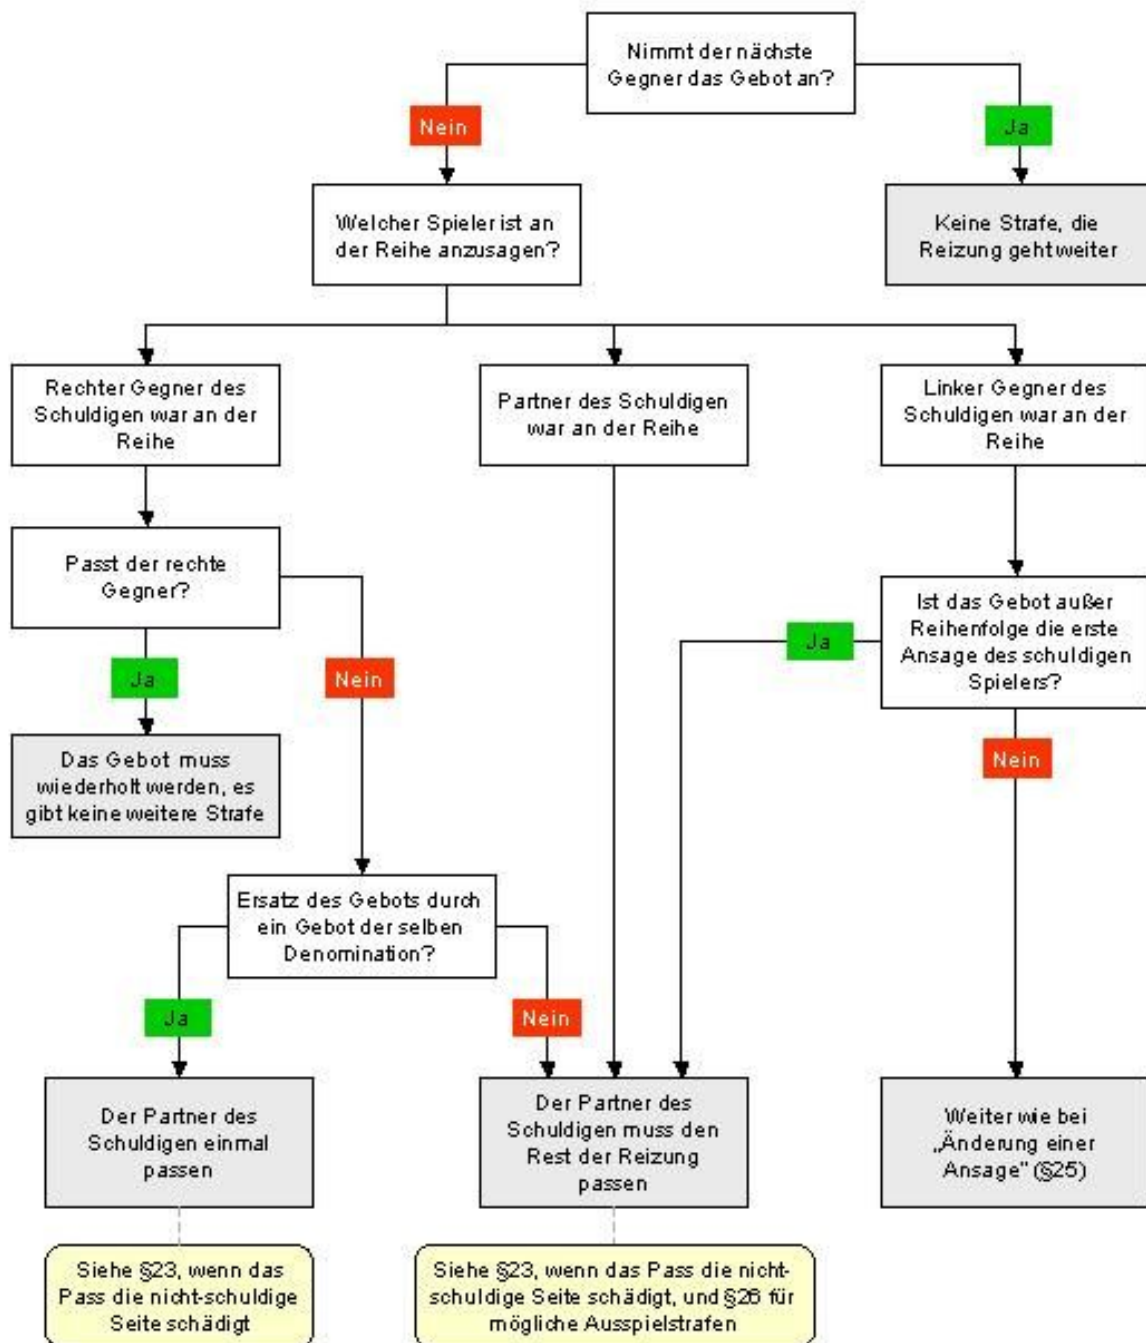 Nimmt der nächste
Gegner das Gebot an?
Nein
Ja
Welcher Spieler ist an
der Reihe anzusagen?
Keine Strafe, die
Reizung geht weiter
Rechter Gegner des
Schuldigen war an der
Reihe
Partner des Schuldigen
war an der Reihe
Linker Gegner des
Schuldigen war an der
Reihe
Passt der rechte
Gegner?
Ist das Gebot außer
Reihenfolge die erste
Ansage des schuldigen
Spielers?
Ja
Ja
Nein
Nein
Das Gebot muss
wiederholt werden, es
gibt keine weitere Strafe
Ersatz des Gebots durch
ein Gebot der selben
Denomination?
Ja
Nein
Der Partner des
Schuldigen einmal
passen
Der Partner des
Schuldigen muss den
Rest der Reizung
passen
Weiter wie bei
„Änderung einer
Ansage" (§25)
Siehe §23, wenn das
Pass die nicht-schuldige
Seite schädigt
Siehe §23, wenn das Pass die nicht-
schuldige Seite schädigt, und §26 für
mögliche Ausspielstrafen